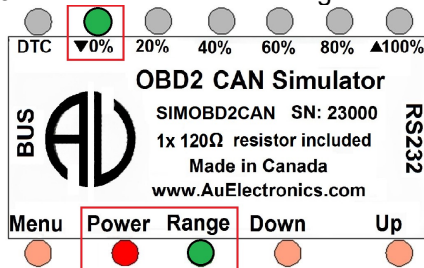 DTC ▼0% 20% 40% 60% 80% ▲100%
OBD2 CAN Simulator
SIMOBD2CAN SN: 23000
1x 120Ω resistor included
Made in Canada
www.AuElectronics.com
BUS
RS232
Menu Power Range Down Up